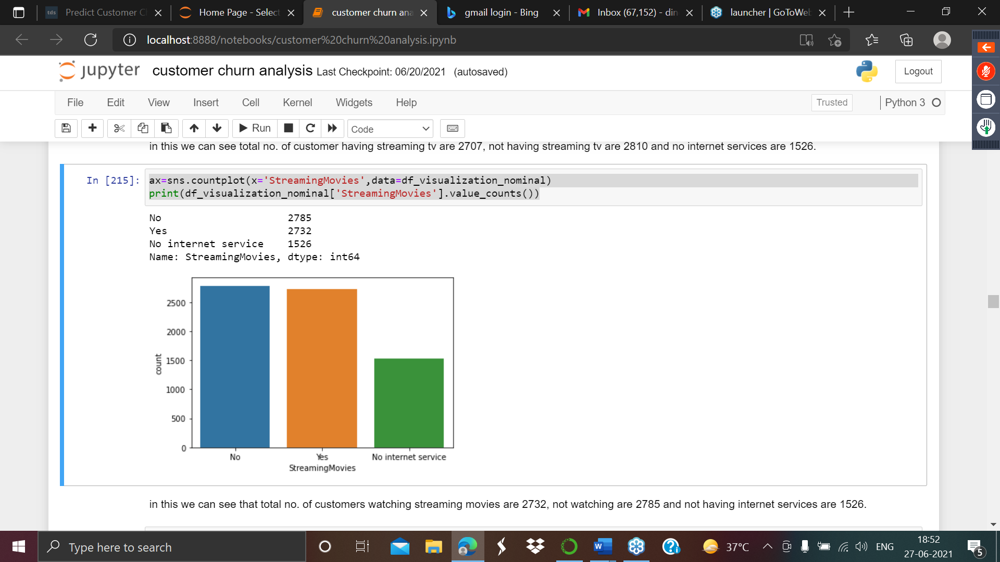 tds Predict Customer C
Home Page - Select
customer churn ana
gmail login - Bing
Inbox (67,152) - din
launcher | GoToWeb
localhost:8888/notebooks/customer%20churn%20analysis.ipynb
jupyter customer churn analysis Last Checkpoint: 06/20/2021 (autosaved)
Logout
File Edit View Insert Cell Kernel Widgets Help
Trusted
Python 3
Run
Code
in this we can see total no. of customer having streaming tv are 2707, not having streaming tv are 2810 and no internet services are 1526.
In [215]: ax=sns.countplot(x='StreamingMovies',data=df_visualization_nominal)
print(df_visualization_nominal['StreamingMovies'].value_counts())
No 2785
Yes 2732
No internet service 1526
Name: StreamingMovies, dtype: int64
2500
2000
1500
1000
500
0
count
No Yes No internet service
StreamingMovies
in this we can see that total no. of customers watching streaming movies are 2732, not watching are 2785 and not having internet services are 1526.
Type here to search
W
37°C
ENG
18:52
27-06-2021
5